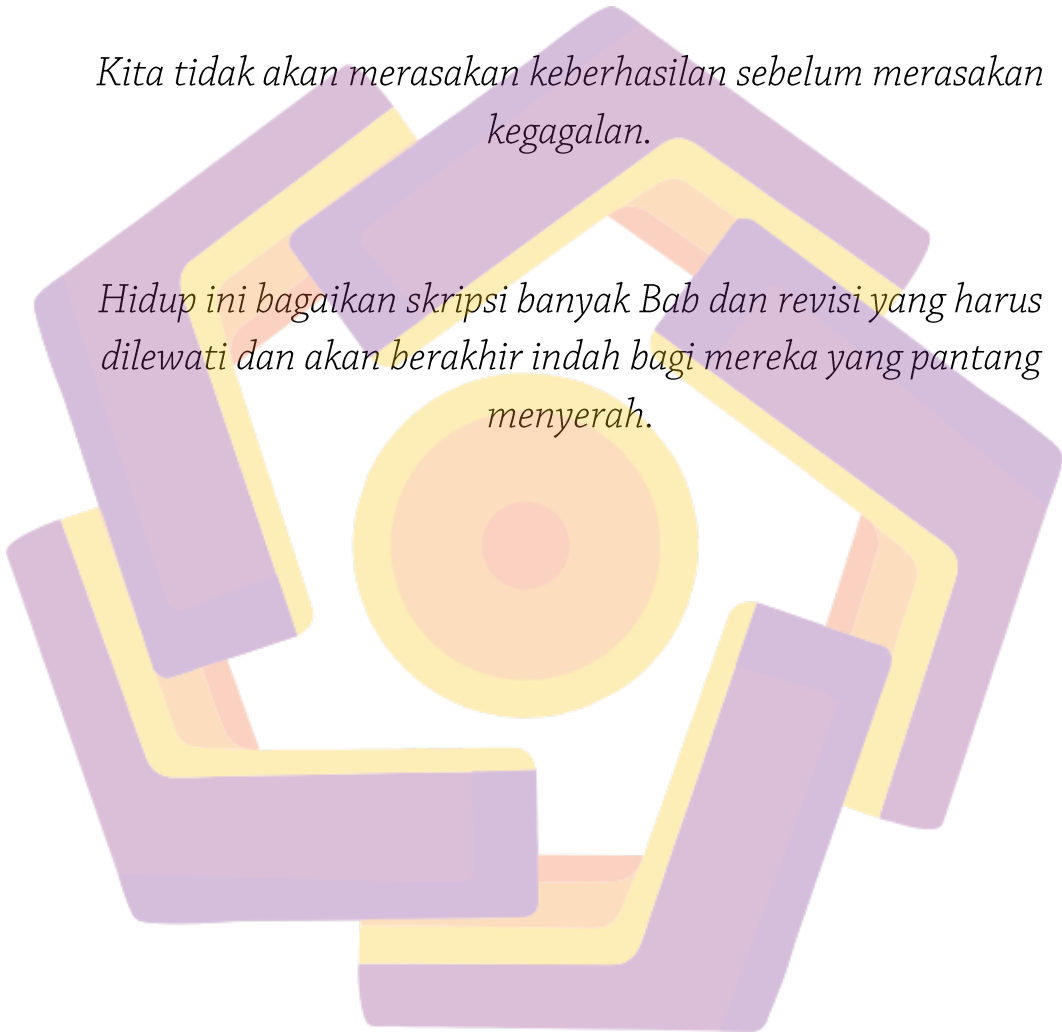 Kita tidak akan merasakan keberhasilan sebelum merasakan
kegagalan.
Hidup ini bagaikan skripsi banyak Bab dan revisi yang harus
dilewati dan akan berakhir indah bagi mereka yang pantang
menyerah.